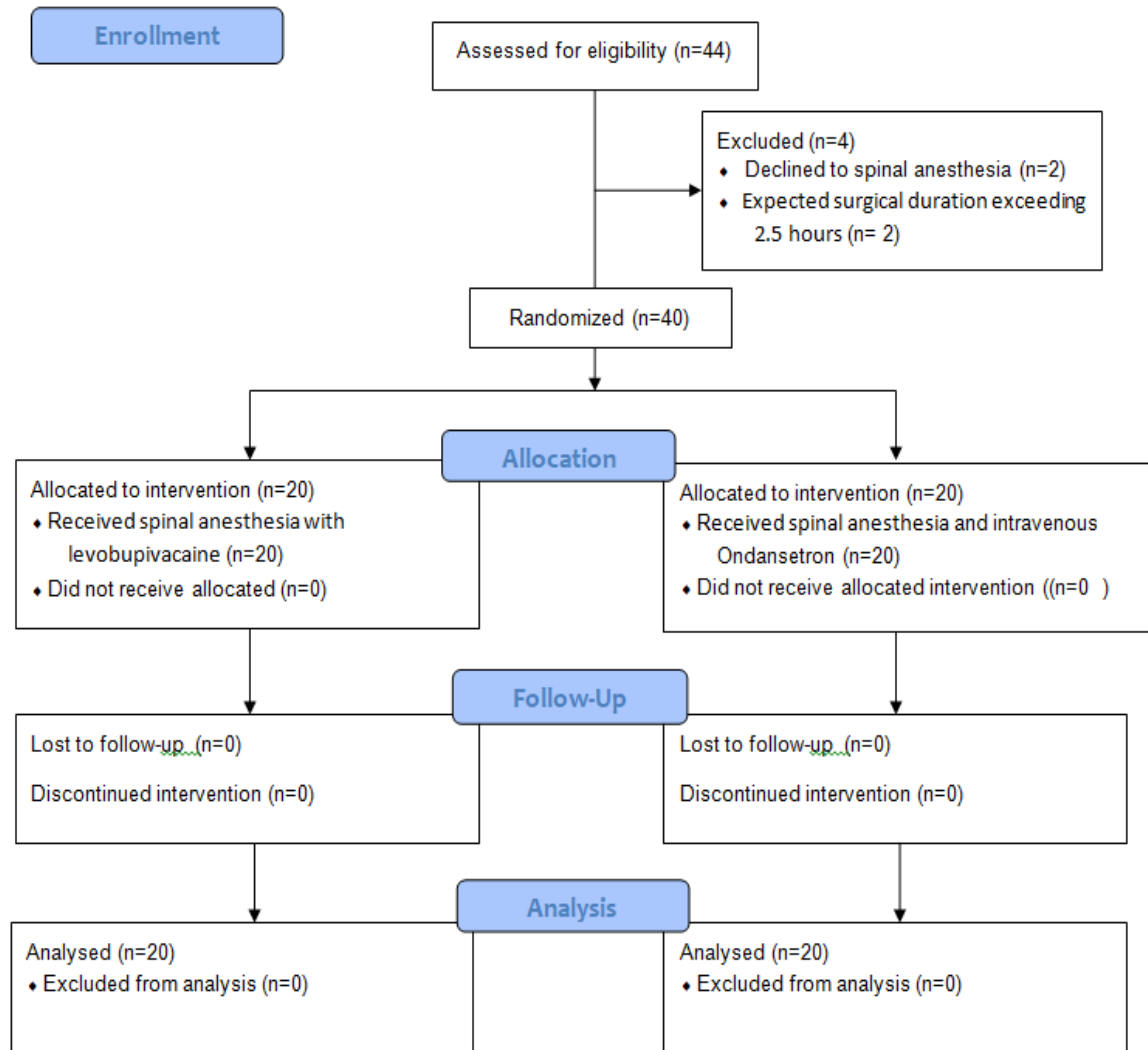 Enrollment
Assessed for eligibility (n=44)
Excluded (n=4)
⬧ Declined to spinal anesthesia (n=2)
⬧ Expected surgical duration exceeding
2.5 hours (n= 2)
Randomized (n=40)
Allocation
Allocated to intervention (n=20)
⬧ Received spinal anesthesia with
levobupivacaine (n=20)
⬧ Did not receive allocated (n=0)
Allocated to intervention (n=20)
⬧ Received spinal anesthesia and intravenous
Ondansetron (n=20)
⬧ Did not receive allocated intervention ((n=0 )
Follow-Up
Lost to follow-up (n=0)
Discontinued intervention (n=0)
Lost to follow-up (n=0)
Discontinued intervention (n=0)
Analysis
Analysed (n=20)
⬧ Excluded from analysis (n=0)
Analysed (n=20)
⬧ Excluded from analysis (n=0)